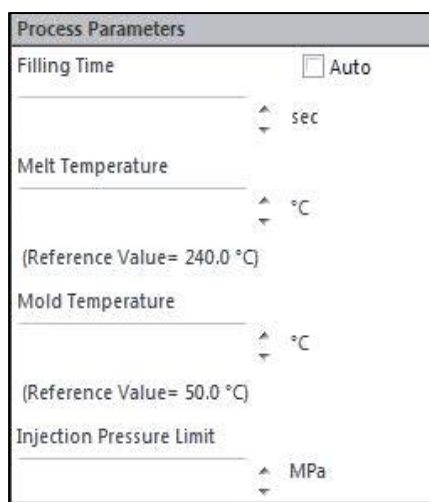 Process Parameters
Filling Time Auto
sec
Melt Temperature
°C
(Reference Value= 240.0 °C)
Mold Temperature
°C
(Reference Value= 50.0 °C)
Injection Pressure Limit
MPa